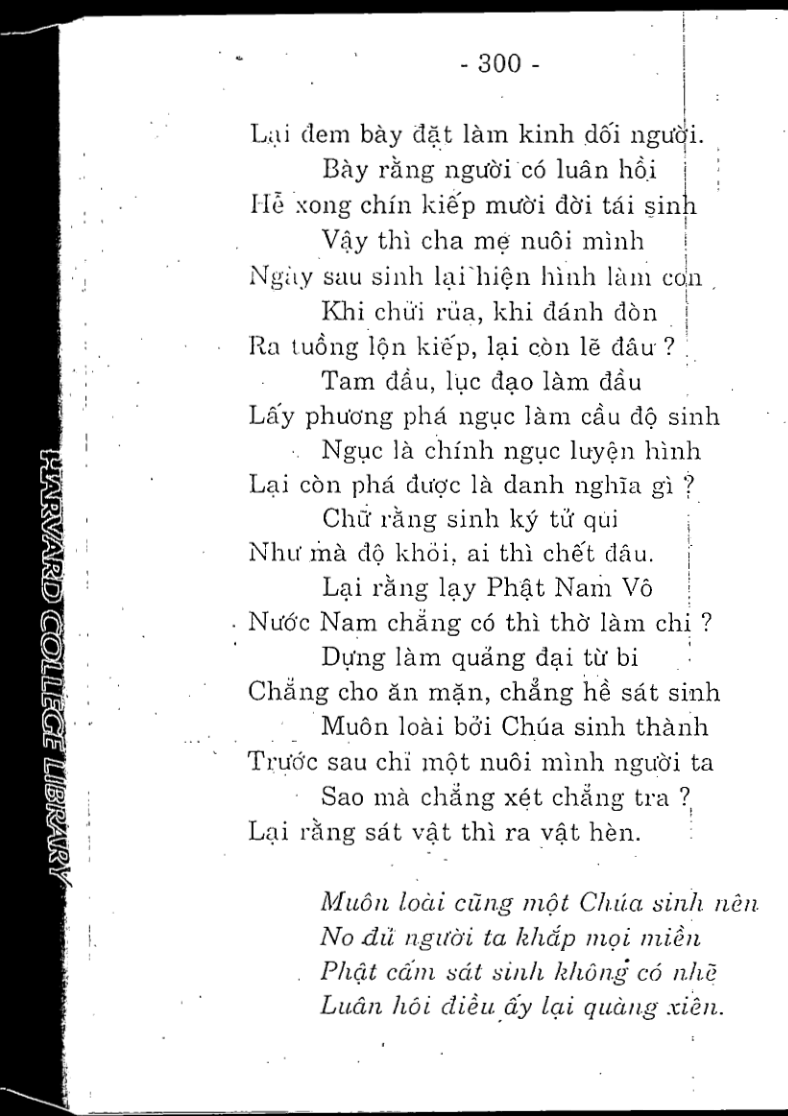 - 300 -
Lại đem bày đặt làm kinh dối người.
Bày rằng người có luân hồi
Hễ xong chín kiếp mười đời tái sinh
Vậy thì cha mẹ nuôi mình
Ngày sau sinh lại hiện hình làm con
Khi chửi rủa, khi đánh đòn
Ra tuồng lộn kiếp, lại còn lẽ đâu ?
Tam đầu, lục đạo làm đầu
Lấy phương phá ngục làm cầu độ sinh
Ngục là chính ngục luyện hình
Lại còn phá được là danh nghĩa gì ?
Chữ rằng sinh ký tử qui
Như mà độ khỏi, ai thì chết đâu.
Lại rằng lạy Phật Nam Vô
Nước Nam chẳng có thì thờ làm chi ?
Dựng làm quảng đại từ bi
Chẳng cho ăn mặn, chẳng hề sát sinh
Muôn loài bởi Chúa sinh thành
Trước sau chỉ một nuôi mình người ta
Sao mà chẳng xét chẳng tra ?
Lại rằng sát vật thì ra vật hèn.
Muôn loài cũng một Chúa sinh nên
No đủ người ta khắp mọi miền
Phật cấm sát sinh không có nhẽ
Luân hồi điều ấy lại quàng xiên.
HARVARD COLLEGE LIBRARY